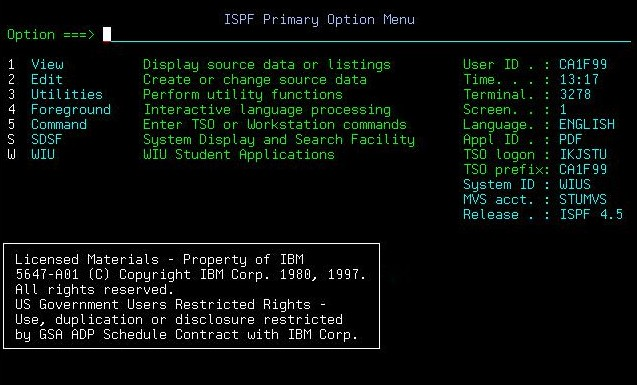 ISPF Primary Option Menu
Option ===>
1 View Display source data or listings User ID . : CA1F99
2 Edit Create or change source data Time. . . : 13:17
3 Utilities Perform utility functions Terminal. : 3278
4 Foreground Interactive language processing Screen. . : 1
5 Command Enter TSO or Workstation commands Language. : ENGLISH
S SDSF System Display and Search Facility Appl ID . : PDF
W WIU WIU Student Applications TSO logon : IKJSTU
TSO prefix: CA1F99
System ID : WIUS
MVS acct. : STUMVS
Release . : ISPF 4.5
Licensed Materials - Property of IBM
5647-A01 (C) Copyright IBM Corp. 1980, 1997.
All rights reserved.
US Government Users Restricted Rights -
Use, duplication or disclosure restricted
by GSA ADP Schedule Contract with IBM Corp.